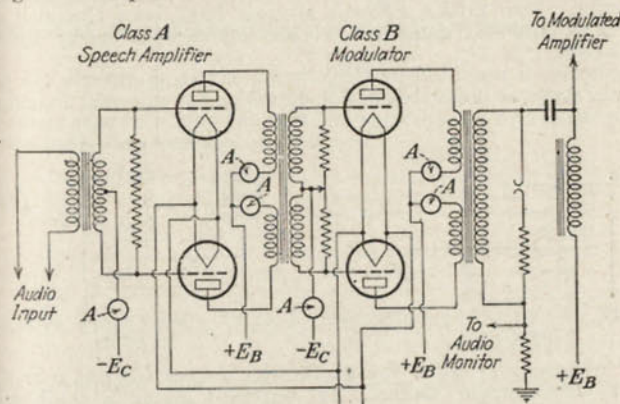 Class A
Speech Amplifier
Class B
Modulator
To Modulated
Amplifier
A
A
A
A
Audio
Input
A
A
-EC
+EB
-EC
+EB
To
Audio
Monitor
+EB